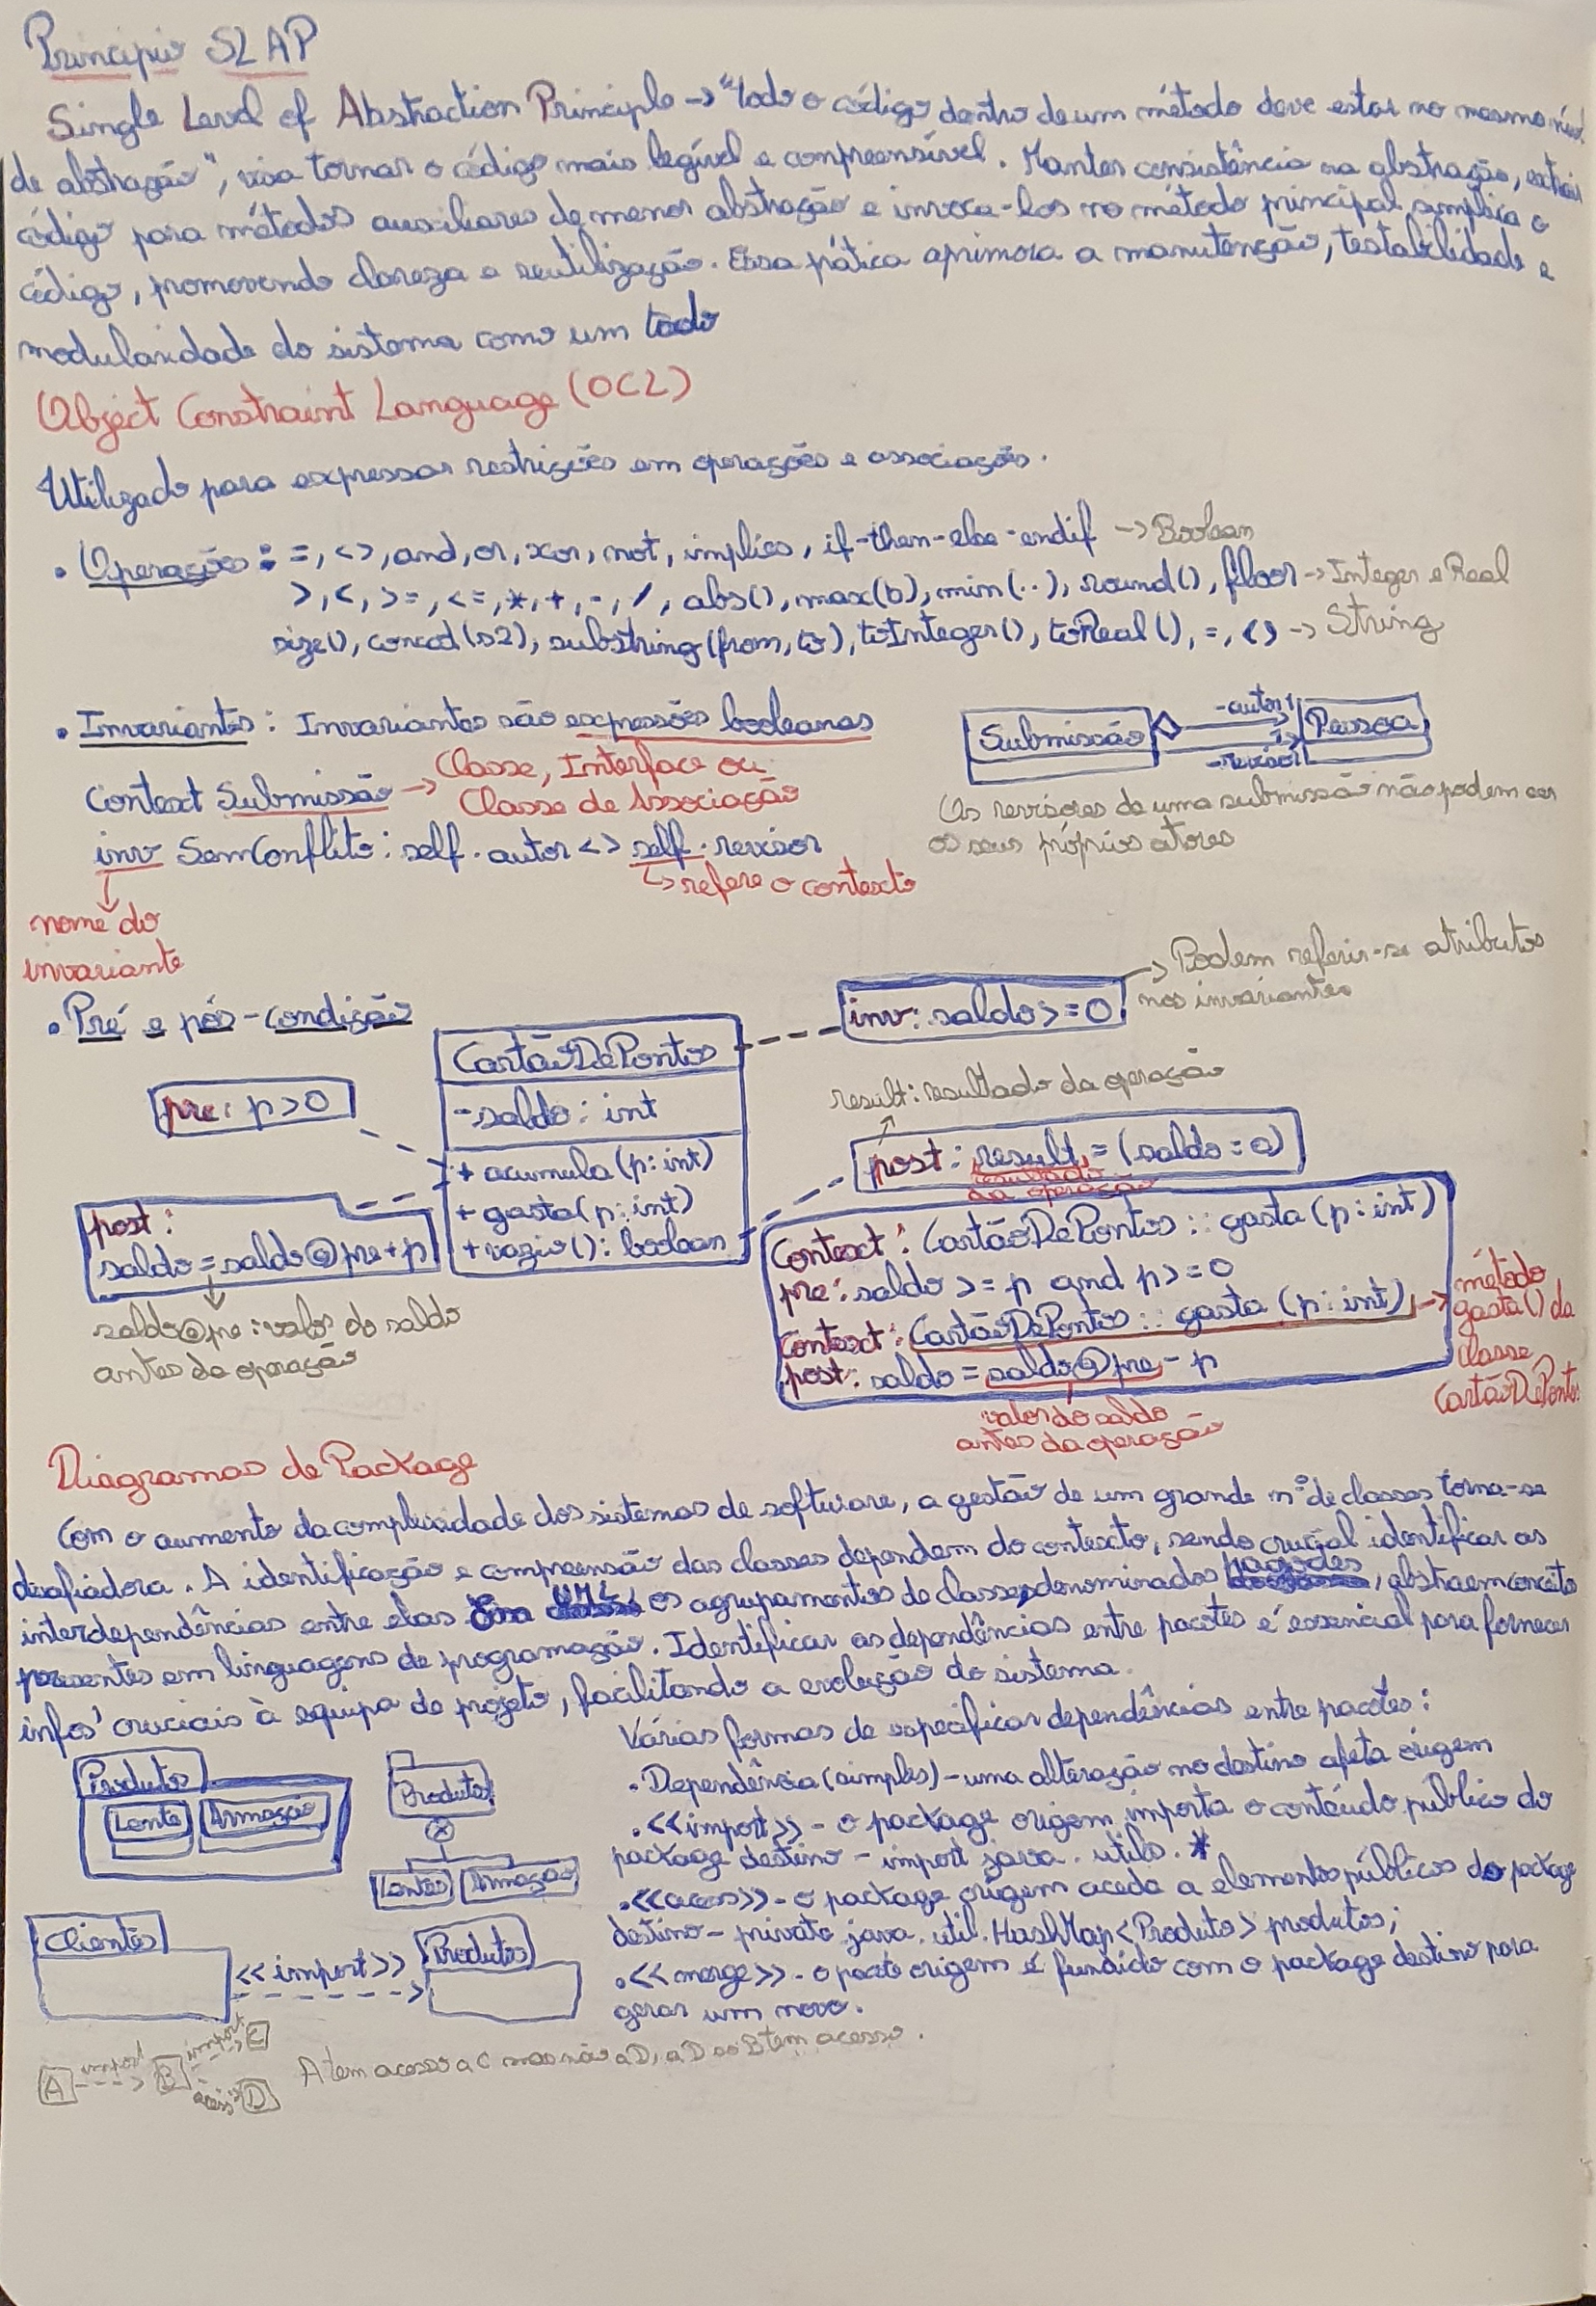 Princípio SLAP
Single Level of Abstraction Principle -> "Todo o código dentro de um método deve estar no mesmo nível
de abstração", visa tornar o código mais legível e compreensível. Manter consistência na abstração, extrair
código para métodos auxiliares de menor abstração e invoca-los no método principal simplica o
código, promovendo clareza e reutilização. Essa prática aprimora a manutenção, testabilidade e
modularidade do sistema como um todo
Object Constraint Language (OCL)
Utilizado para expressar restrições em operações e associações.
• Operações: =, <>, and, or, xor, not, implies, if-then-else-endif -> Boolean
>, <, >=, <=, *, +, -, /, abs(), max(b), min(..), round(), floor -> Integer e Real
size(), concat(s2), substring(from, to), toInteger(), toReal(), =, <> -> String
• Invariantes: Invariantes são expressões booleanas
Context Submissão -> Classe, Interface ou
Classe de Associação
inv SemConflito: self.autor <> self.revisor
↳ refere o contexto
nome do
invariante
Submissão
-autor 1
-revisor
Pessoa
Os revisores de uma submissão não podem ser
os seus próprios atores
• Pré e pós-condição
pre: p>0
CartãoDePontos
-saldo: int
+ acumula(p: int)
+ gasta(p: int)
+ vazio(): boolean
inv: saldo >= 0
-> Podem referir-se atributos
nos invariantes
result: resultado da operação
post: result = (saldo = 0)
resultado
da operação
post:
saldo = saldo@pre + p
saldo@pre: valor do saldo
antes da operação
Context: CartãoDePontos :: gasta (p: int)
pre: saldo >= p and p >= 0
Context: CartãoDePontos :: gasta (p: int)
post: saldo = saldo@pre - p
-> método
gasta() da
classe
CartãoDePontos
valor do saldo
antes da operação
Diagramas de Package
Com o aumento da complexidade dos sistemas de software, a gestão de um grande nº de classes torna-se
desafiadora. A identificação e compreensão das classes dependem do contexto, sendo crucial identificar as
interdependências entre elas Em UML, os agrupamentos de classes, denominados pacotes, abstraem conceitos
presentes em linguagens de programação. Identificar as dependências entre pacotes é essencial para fornecer
infos' cruciais à equipa de projeto, facilitando a evolução do sistema.
Várias formas de especificar dependências entre pacotes:
• Dependência (simples) - uma alteração no destino afeta origem
• <<import>> - o package origem importa o contéudo público do
package destino - import java.utils.*
• <<acess>> - o package origem aceda a elementos públicos do package
destino - private java.util.HashMap<Produto> produtos;
• <<merge>> - o pacote origem é fundido com o package destino para
gerar um novo.
Produtos
Lente
Armação
Produtos
Lentes
Armação
Clientes
<<import>>
Produtos
A import B import C
acess D
A tem acesso a C mas não a D, a D só B tem acesso.